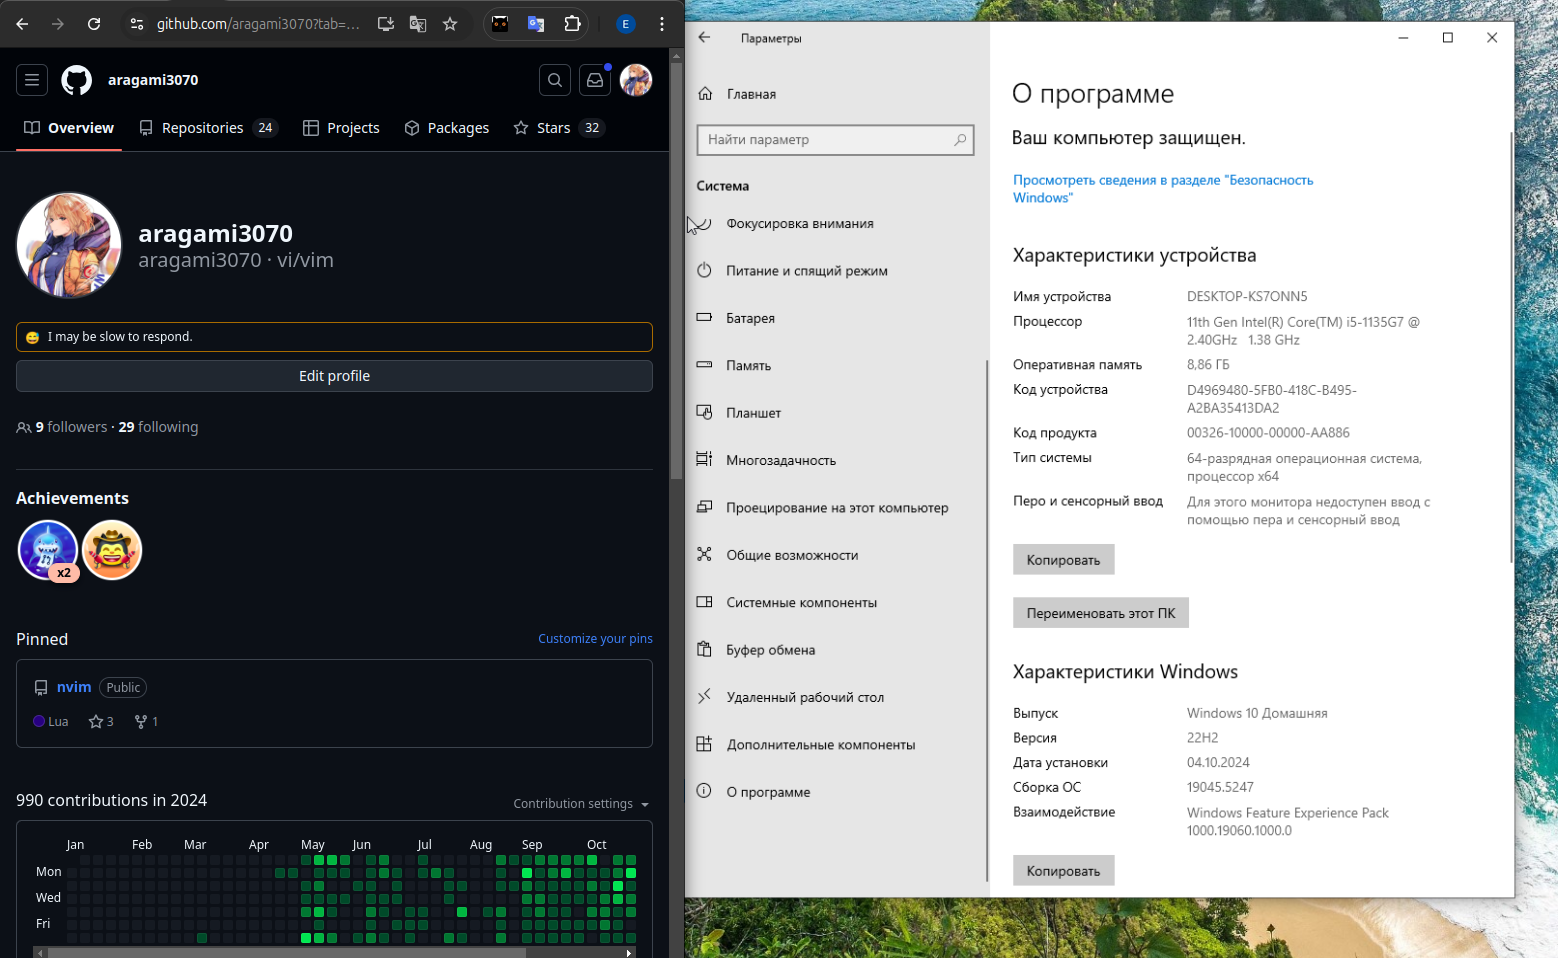 github.com/aragami3070?tab=...
E
aragami3070
Overview
Repositories 24
Projects
Packages
Stars 32
aragami3070
aragami3070 · vi/vim
I may be slow to respond.
Edit profile
9 followers · 29 following
Achievements
x2
Pinned
Customize your pins
nvim Public
Lua 3 1
990 contributions in 2024
Contribution settings
Jan Feb Mar Apr May Jun Jul Aug Sep Oct
Mon
Wed
Fri
Параметры
Главная
Найти параметр
Система
Фокусировка внимания
Питание и спящий режим
Батарея
Память
Планшет
Многозадачность
Проецирование на этот компьютер
Общие возможности
Системные компоненты
Буфер обмена
Удаленный рабочий стол
Дополнительные компоненты
О программе
О программе
Ваш компьютер защищен.
Просмотреть сведения в разделе "Безопасность
Windows"
Характеристики устройства
Имя устройства DESKTOP-KS7ONN5
Процессор 11th Gen Intel(R) Core(TM) i5-1135G7 @
2.40GHz 1.38 GHz
Оперативная память 8,86 ГБ
Код устройства D4969480-5FB0-418C-B495-
A2BA35413DA2
Код продукта 00326-10000-00000-AA886
Тип системы 64-разрядная операционная система,
процессор x64
Перо и сенсорный ввод Для этого монитора недоступен ввод с
помощью пера и сенсорный ввод
Копировать
Переименовать этот ПК
Характеристики Windows
Выпуск Windows 10 Домашняя
Версия 22H2
Дата установки 04.10.2024
Сборка ОС 19045.5247
Взаимодействие Windows Feature Experience Pack
1000.19060.1000.0
Копировать